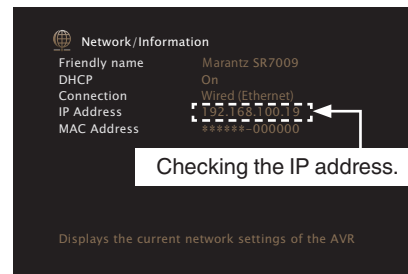 Network/Information
Friendly name Marantz SR7009
DHCP On
Connection Wired (Ethernet)
IP Address 192.168.100.19
MAC Address ******-000000
Checking the IP address.
Displays the current network settings of the AVR